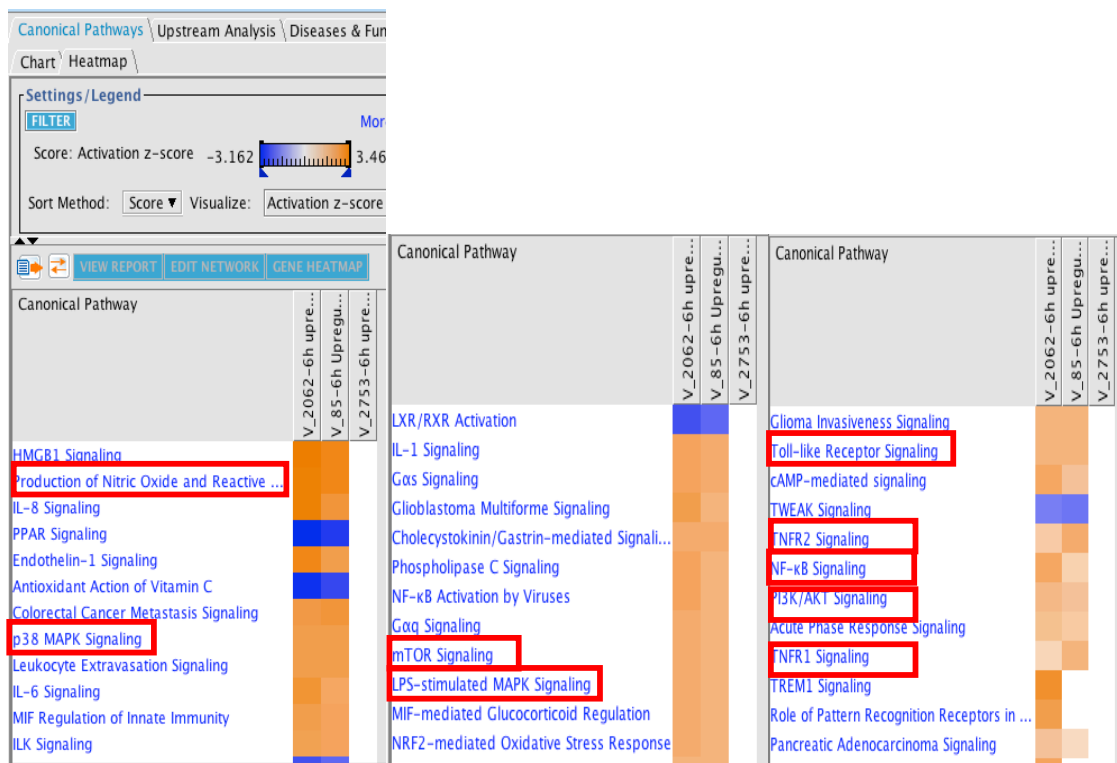 Canonical Pathways Upstream Analysis Diseases & Fun
Chart Heatmap
Settings/Legend
FILTER Mor
Score: Activation z-score -3.162 3.46
Sort Method: Score ▼ Visualize: Activation z-score
VIEW REPORT EDIT NETWORK GENE HEATMAP
Canonical Pathway
V_2062-6h upre...
V_85-6h Upregu...
V_2753-6h upre...
HMGB1 Signaling
Production of Nitric Oxide and Reactive ...
IL-8 Signaling
PPAR Signaling
Endothelin-1 Signaling
Antioxidant Action of Vitamin C
Colorectal Cancer Metastasis Signaling
p38 MAPK Signaling
Leukocyte Extravasation Signaling
IL-6 Signaling
MIF Regulation of Innate Immunity
ILK Signaling
Canonical Pathway
V_2062-6h upre...
V_85-6h Upregu...
V_2753-6h upre...
LXR/RXR Activation
IL-1 Signaling
Gαs Signaling
Glioblastoma Multiforme Signaling
Cholecystokinin/Gastrin-mediated Signali...
Phospholipase C Signaling
NF-κB Activation by Viruses
Gαq Signaling
mTOR Signaling
LPS-stimulated MAPK Signaling
MIF-mediated Glucocorticoid Regulation
NRF2-mediated Oxidative Stress Response
Canonical Pathway
V_2062-6h upre...
V_85-6h Upregu...
V_2753-6h upre...
Glioma Invasiveness Signaling
Toll-like Receptor Signaling
cAMP-mediated signaling
TWEAK Signaling
TNFR2 Signaling
NF-κB Signaling
PI3K/AKT Signaling
Acute Phase Response Signaling
TNFR1 Signaling
TREM1 Signaling
Role of Pattern Recognition Receptors in ...
Pancreatic Adenocarcinoma Signaling